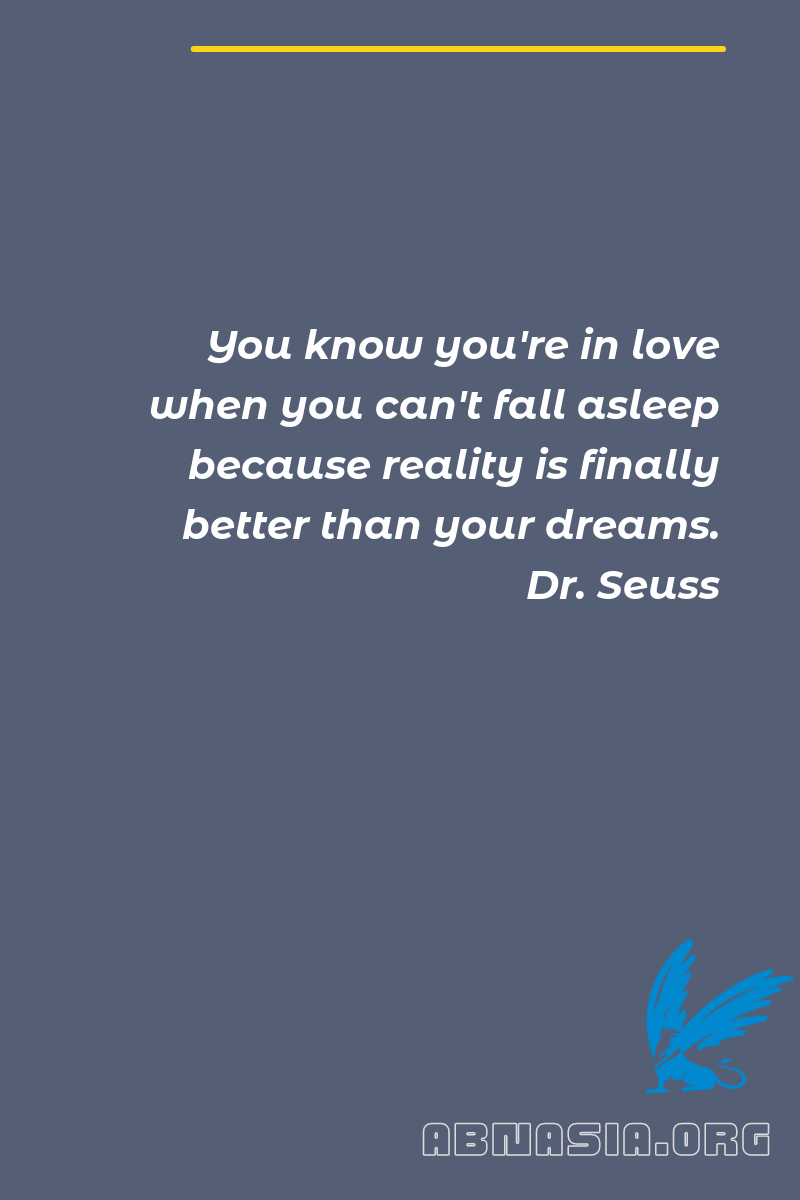 You know you're in love
when you can't fall asleep
because reality is finally
better than your dreams.
Dr. Seuss
ABNASIA.ORG